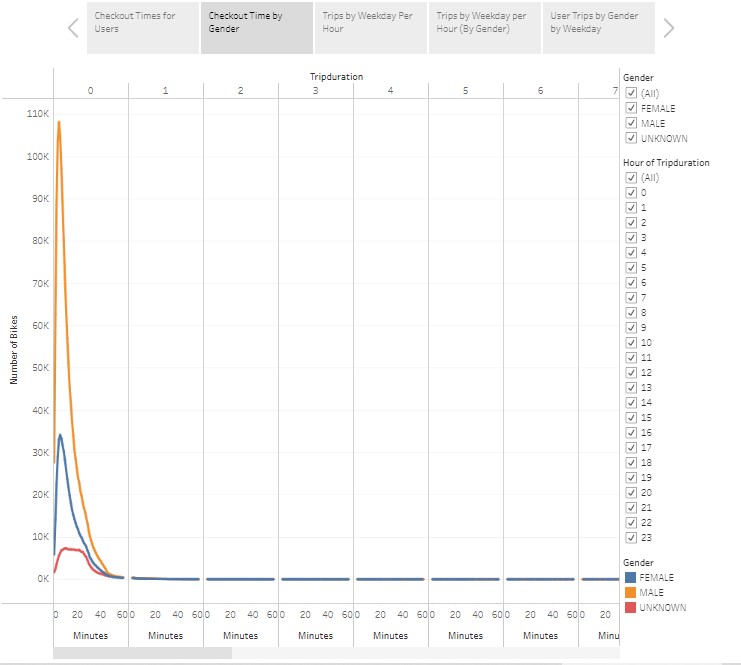 Checkout Times for Users
Checkout Time by Gender
Trips by Weekday Per Hour
Trips by Weekday per Hour (By Gender)
User Trips by Gender by Weekday
Tripduration
0 1 2 3 4 5 6 7
Number of Bikes
110K
100K
90K
80K
70K
60K
50K
40K
30K
20K
10K
0K
0 20 40 60 0 20 40 60 0 20 40 60 0 20 40 60 0 20 40 60 0 20 40 60 0 20 40 60 0 20
Minutes Minutes Minutes Minutes Minutes Minutes Minutes Minu
Gender
(All)
FEMALE
MALE
UNKNOWN
Hour of Tripduration
(All)
0
1
2
3
4
5
6
7
8
9
10
11
12
13
14
15
16
17
18
19
20
21
22
23
Gender
FEMALE
MALE
UNKNOWN